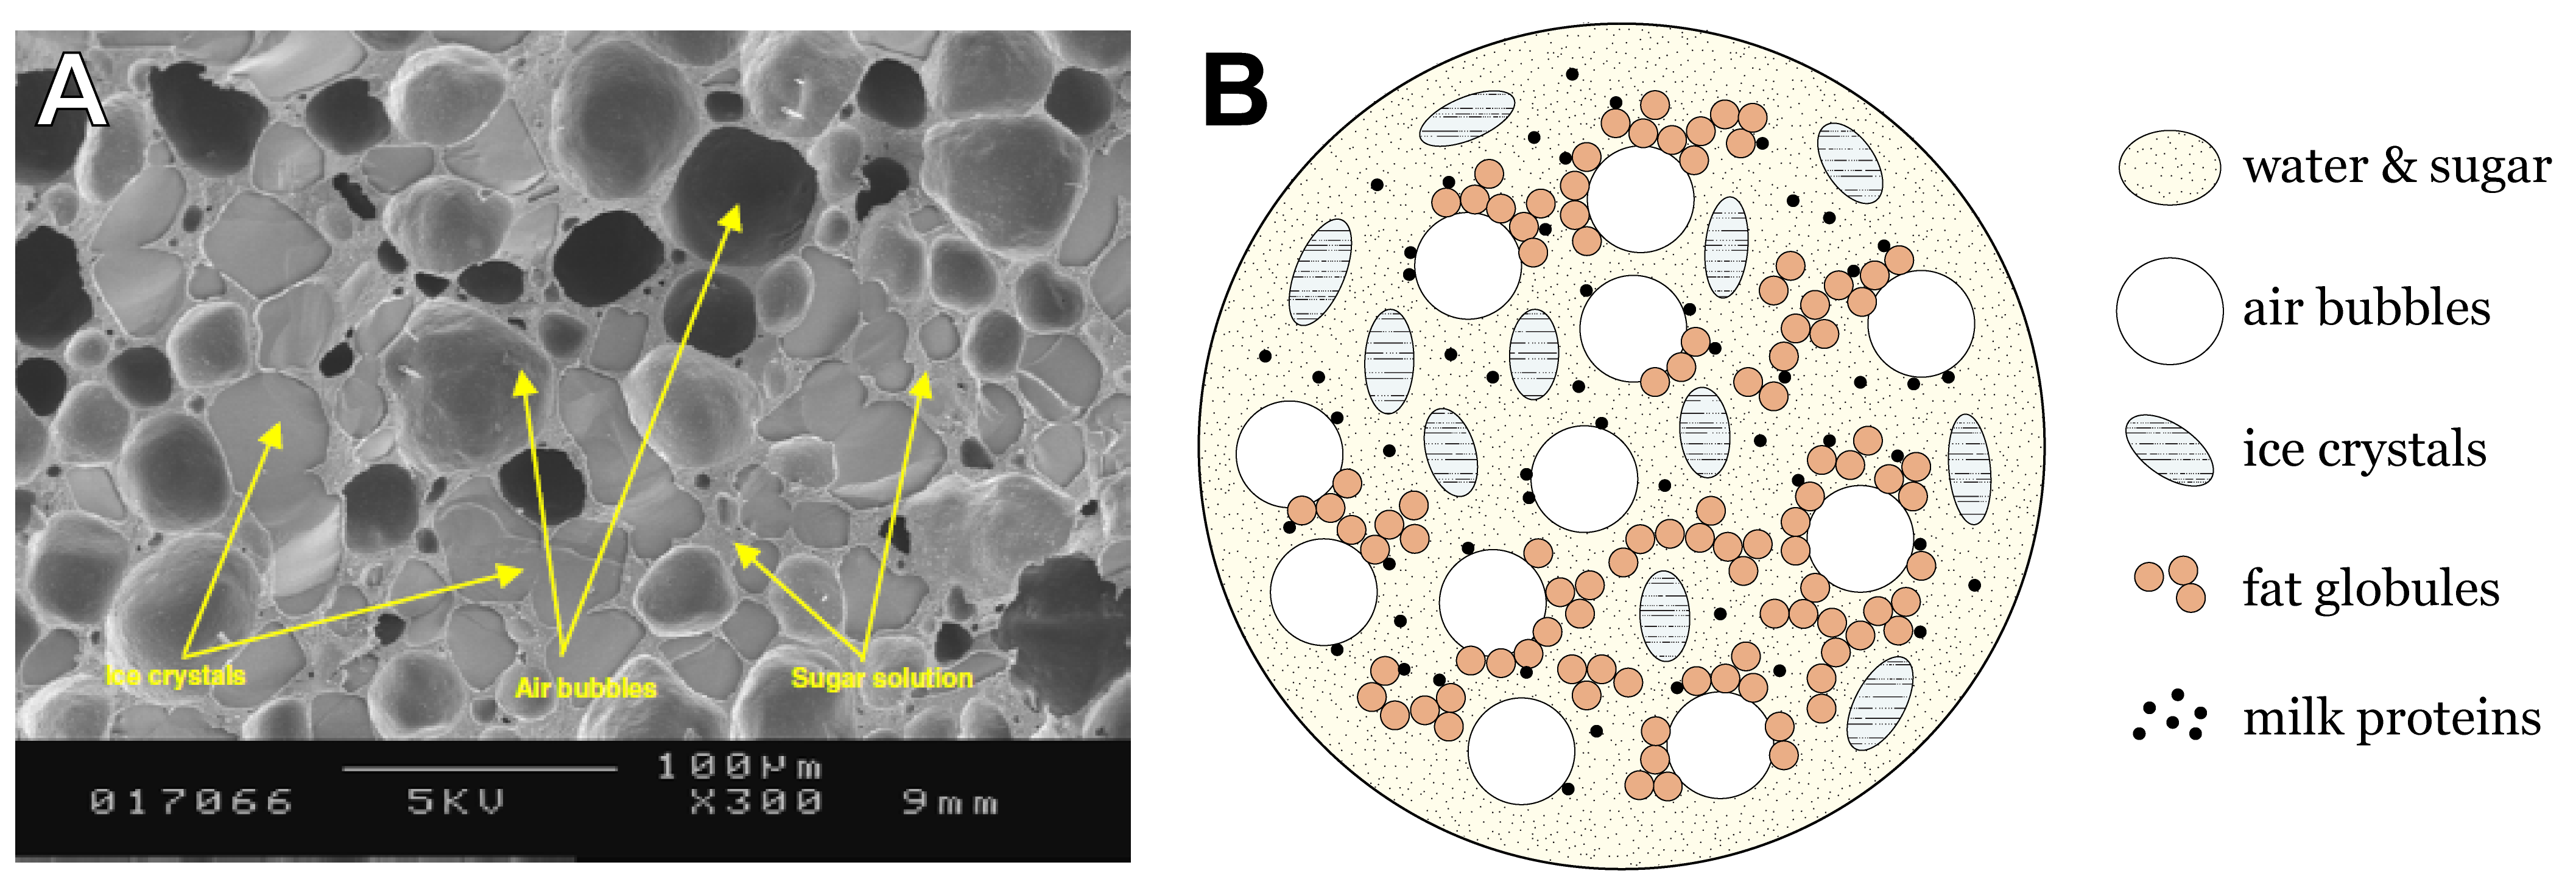 A
Ice crystals
Air bubbles
Sugar solution
100µm
017066 5KV X300 9mm
B
water & sugar
air bubbles
ice crystals
fat globules
milk proteins